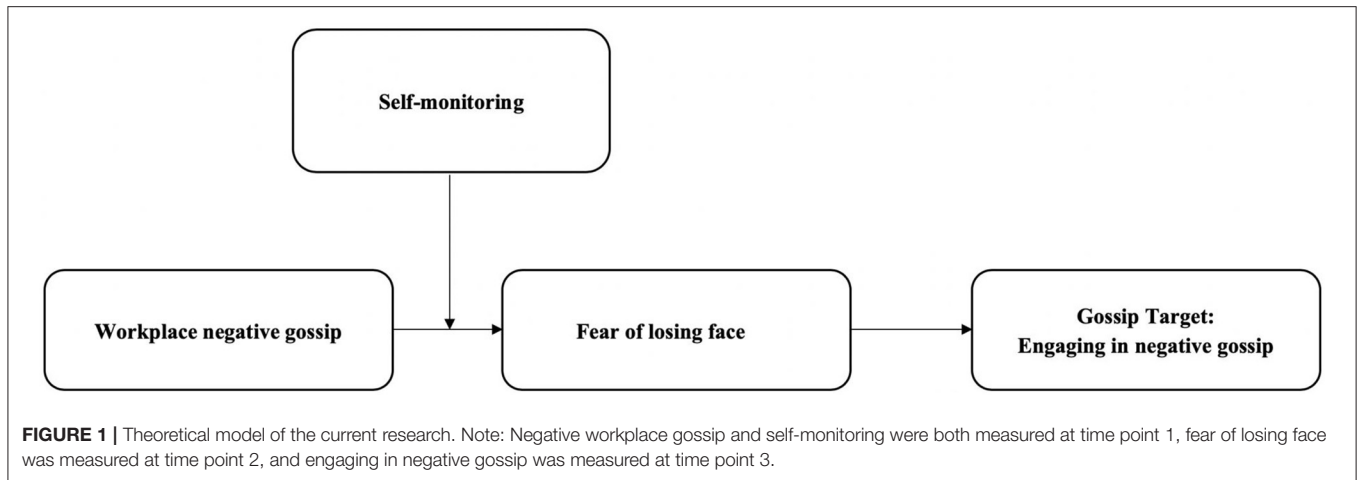 Self-monitoring
Workplace negative gossip
Fear of losing face
Gossip Target:
Engaging in negative gossip
FIGURE 1 | Theoretical model of the current research. Note: Negative workplace gossip and self-monitoring were both measured at time point 1, fear of losing face
was measured at time point 2, and engaging in negative gossip was measured at time point 3.